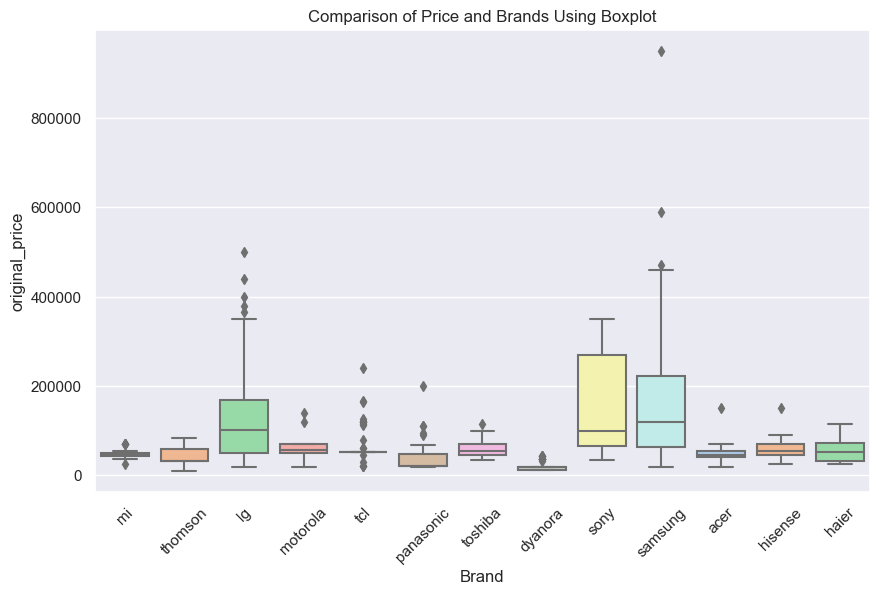 Comparison of Price and Brands Using Boxplot
original_price
800000
600000
400000
200000
0
mi
thomson
lg
motorola
tcl
panasonic
toshiba
dyanora
sony
samsung
acer
hisense
haier
Brand